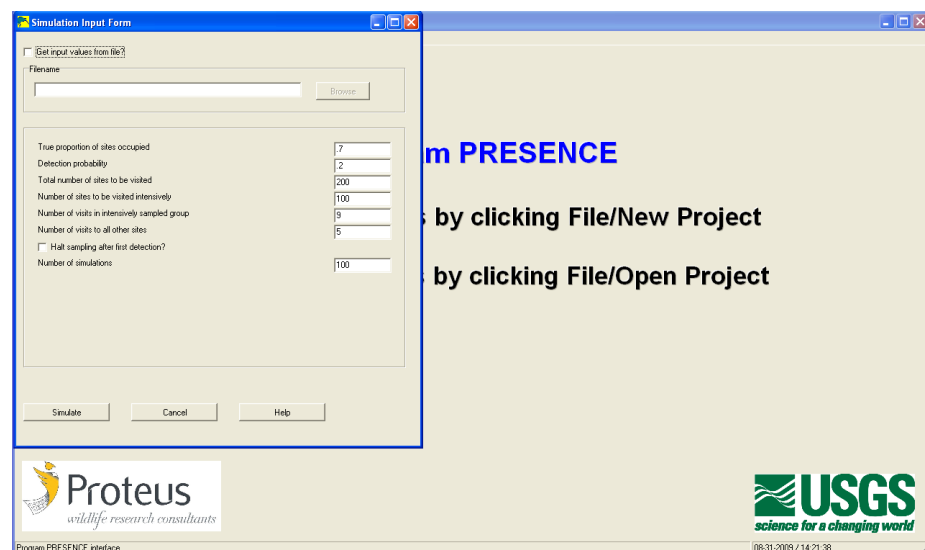 Simulation Input Form
Get input values from file?
Filename
Browse
True proportion of sites occupied .7
Detection probability .2
Total number of sites to be visited 200
Number of sites to be visited intensively 100
Number of visits in intensively sampled group 9
Number of visits to all other sites 5
Halt sampling after first detection?
Number of simulations 100
Simulate Cancel Help
m PRESENCE
by clicking File/New Project
by clicking File/Open Project
Proteus
wildlife research consultants
USGS
science for a changing world
Program PRESENCE interface 08-31-2009 / 14:21:38